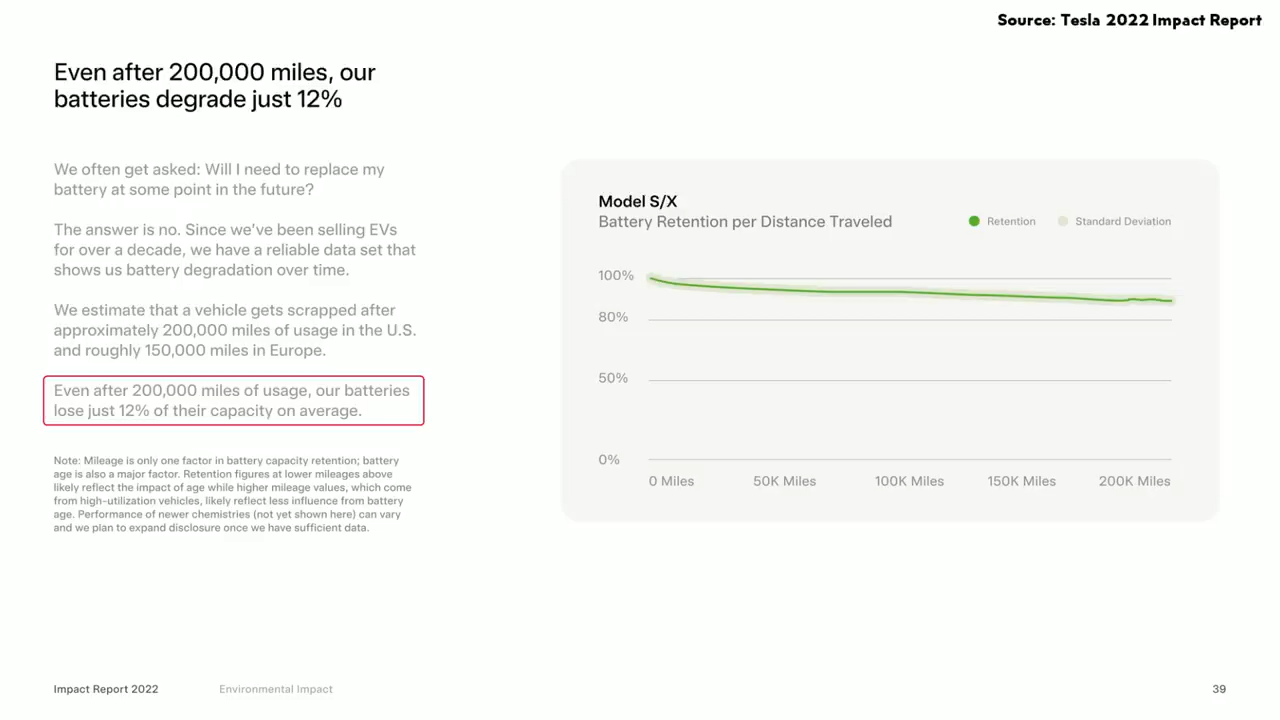 Source: Tesla 2022 Impact Report
Even after 200,000 miles, our
batteries degrade just 12%
We often get asked: Will I need to replace my
battery at some point in the future?
The answer is no. Since we've been selling EVs
for over a decade, we have a reliable data set that
shows us battery degradation over time.
We estimate that a vehicle gets scrapped after
approximately 200,000 miles of usage in the U.S.
and roughly 150,000 miles in Europe.
Even after 200,000 miles of usage, our batteries
lose just 12% of their capacity on average.
Note: Mileage is only one factor in battery capacity retention; battery
age is also a major factor. Retention figures at lower mileages above
likely reflect the impact of age while higher mileage values, which come
from high-utilization vehicles, likely reflect less influence from battery
age. Performance of newer chemistries (not yet shown here) can vary
and we plan to expand disclosure once we have sufficient data.
Model S/X
Battery Retention per Distance Traveled
Retention
Standard Deviation
100%
80%
50%
0%
0 Miles
50K Miles
100K Miles
150K Miles
200K Miles
Impact Report 2022
Environmental Impact
39